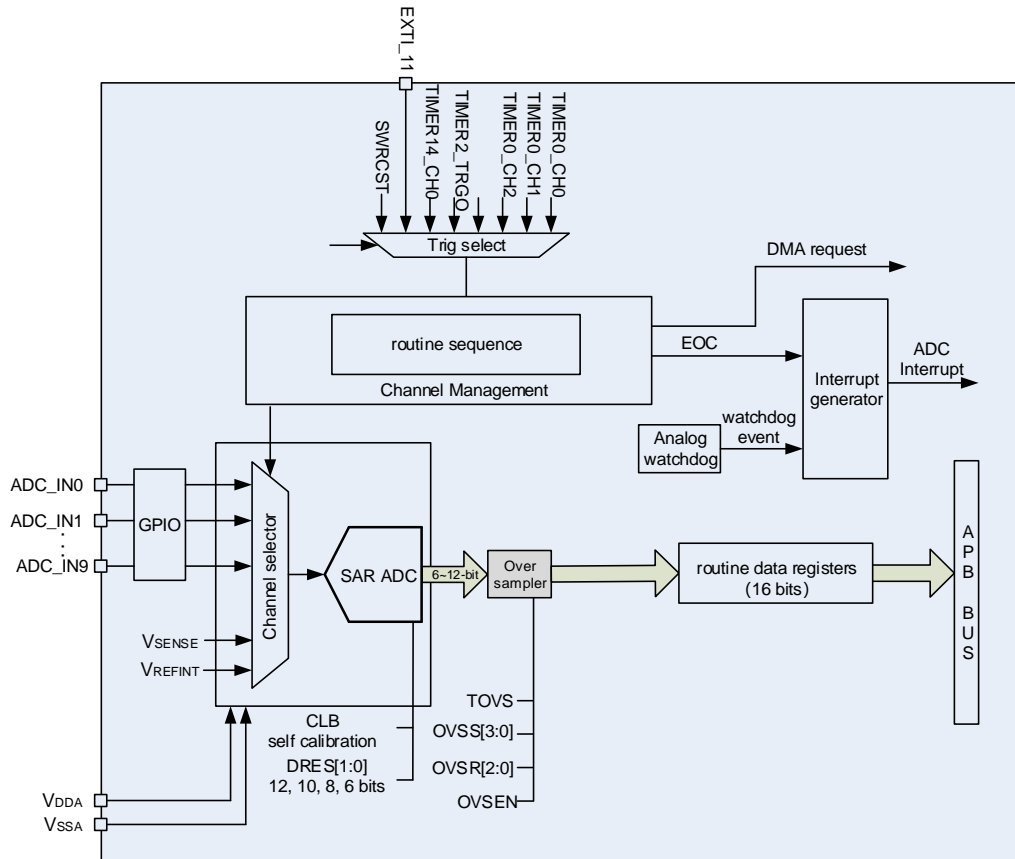 EXTI_11
SWRCST
TIMER14_CH0
TIMER2_TRGO
TIMER0_CH2
TIMER0_CH1
TIMER0_CH0
Trig select
DMA request
routine sequence
Channel Management
EOC
Interrupt
generator
ADC
Interrupt
Analog
watchdog
watchdog
event
ADC_IN0
ADC_IN1
ADC_IN9
GPIO
Channel selector
SAR ADC
6~12-bit
Over
sampler
routine data registers
(16 bits)
APB BUS
VSENSE
VREFINT
CLB
self calibration
DRES[1:0]
12, 10, 8, 6 bits
TOVS
OVSS[3:0]
OVSR[2:0]
OVSEN
VDDA
VSSA